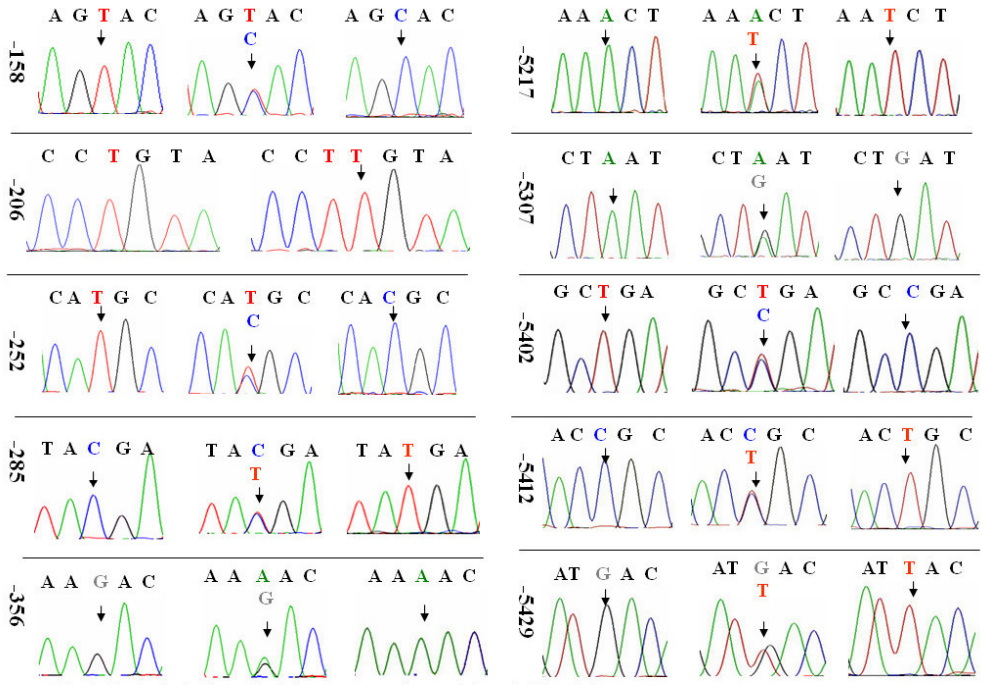 -158
A G T A C
A G T A C
C
A G C A C
-206
C C T G T A
C C T T G T A
-252
C A T G C
C A T G C
C
C A C G C
-285
T A C G A
T A C G A
T
T A T G A
-356
A A G A C
A A A A C
G
A A A A C
-5217
A A A C T
A A A C T
T
A A T C T
-5307
C T A A T
C T A A T
G
C T G A T
-5402
G C T G A
G C T G A
C
G C C G A
-5412
A C C G C
A C C G C
T
A C T G C
-5429
AT G A C
AT G A C
T
AT T A C